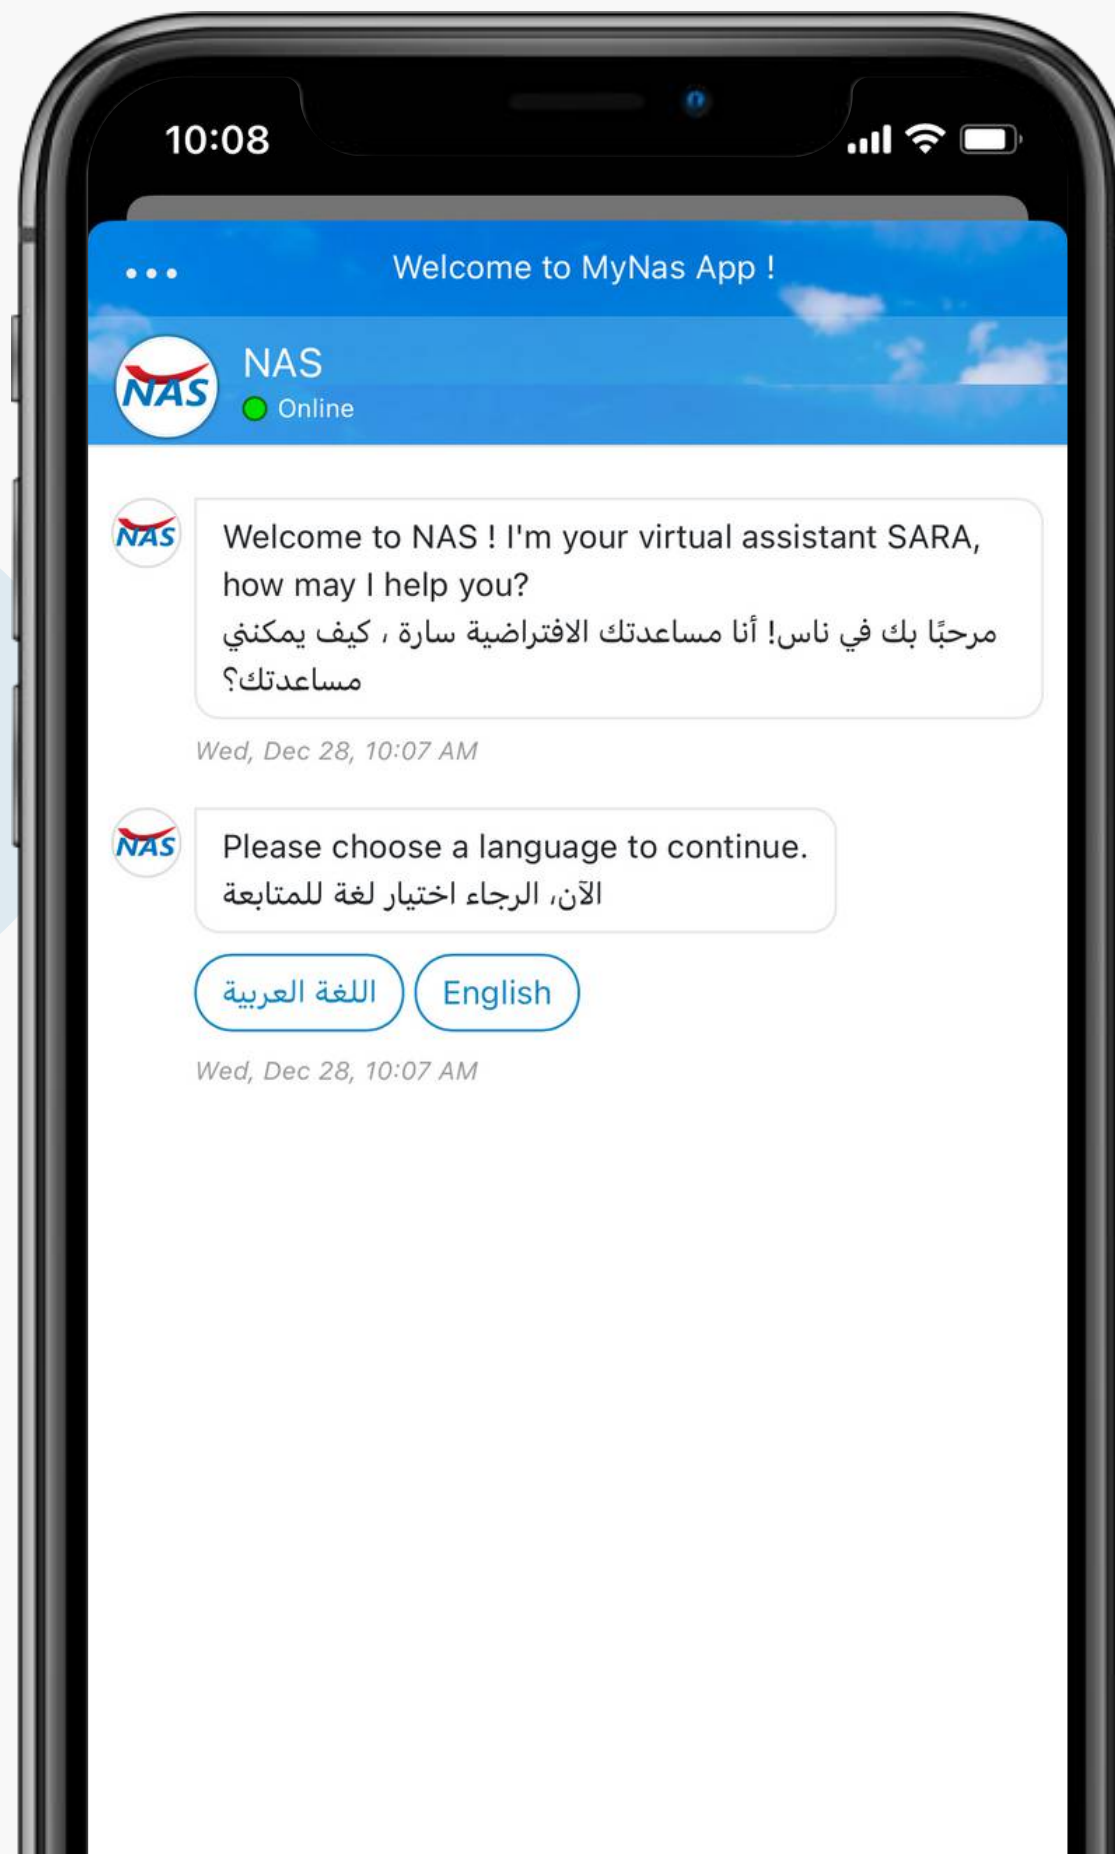 10:08
Welcome to MyNas App !
NAS
NAS
Online
NAS
Welcome to NAS ! I'm your virtual assistant SARA,
how may I help you?
مرحبًا بك في ناس! أنا مساعدتك الافتراضية سارة ، كيف يمكنني
مساعدتك؟
Wed, Dec 28, 10:07 AM
NAS
Please choose a language to continue.
الآن، الرجاء اختيار لغة للمتابعة
اللغة العربية
English
Wed, Dec 28, 10:07 AM